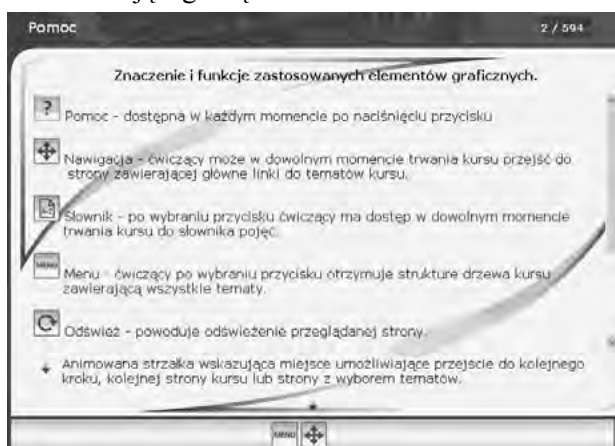 Pomoc 2 / 594
Znaczenie i funkcje zastosowanych elementów graficznych.
? Pomoc - dostępna w każdym momencie po naciśnięciu przycisku
Nawigacja - ćwiczący może w dowolnym momencie trwania kursu przejść do
strony zawierającej główne linki do tematów kursu.
Słownik - po wybraniu przycisku ćwiczący ma dostęp w dowolnym momencie
trwania kursu do słownika pojęć.
MENU Menu - ćwiczący po wybraniu przycisku otrzymuje strukture drzewa kursu
zawierającą wszystkie tematy.
Odśwież - powoduje odświeżenie przeglądanej strony.
Animowana strzałka wskazująca miejsce umożliwiające przejście do kolejnego
kroku, kolejnej strony kursu lub strony z wyborem tematów.
MENU